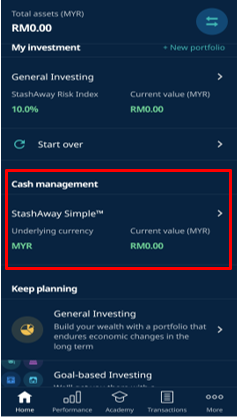 Total assets (MYR)
RM0.00
My investment + New portfolio
General Investing
StashAway Risk Index Current value (MYR)
10.0% RM0.00
Start over
Cash management
StashAway Simple™
Underlying currency Current value (MYR)
MYR RM0.00
Keep planning
General Investing
Build your wealth with a portfolio that
endures economic changes in the
long term
Goal-based Investing
Home Performance Academy Transactions More